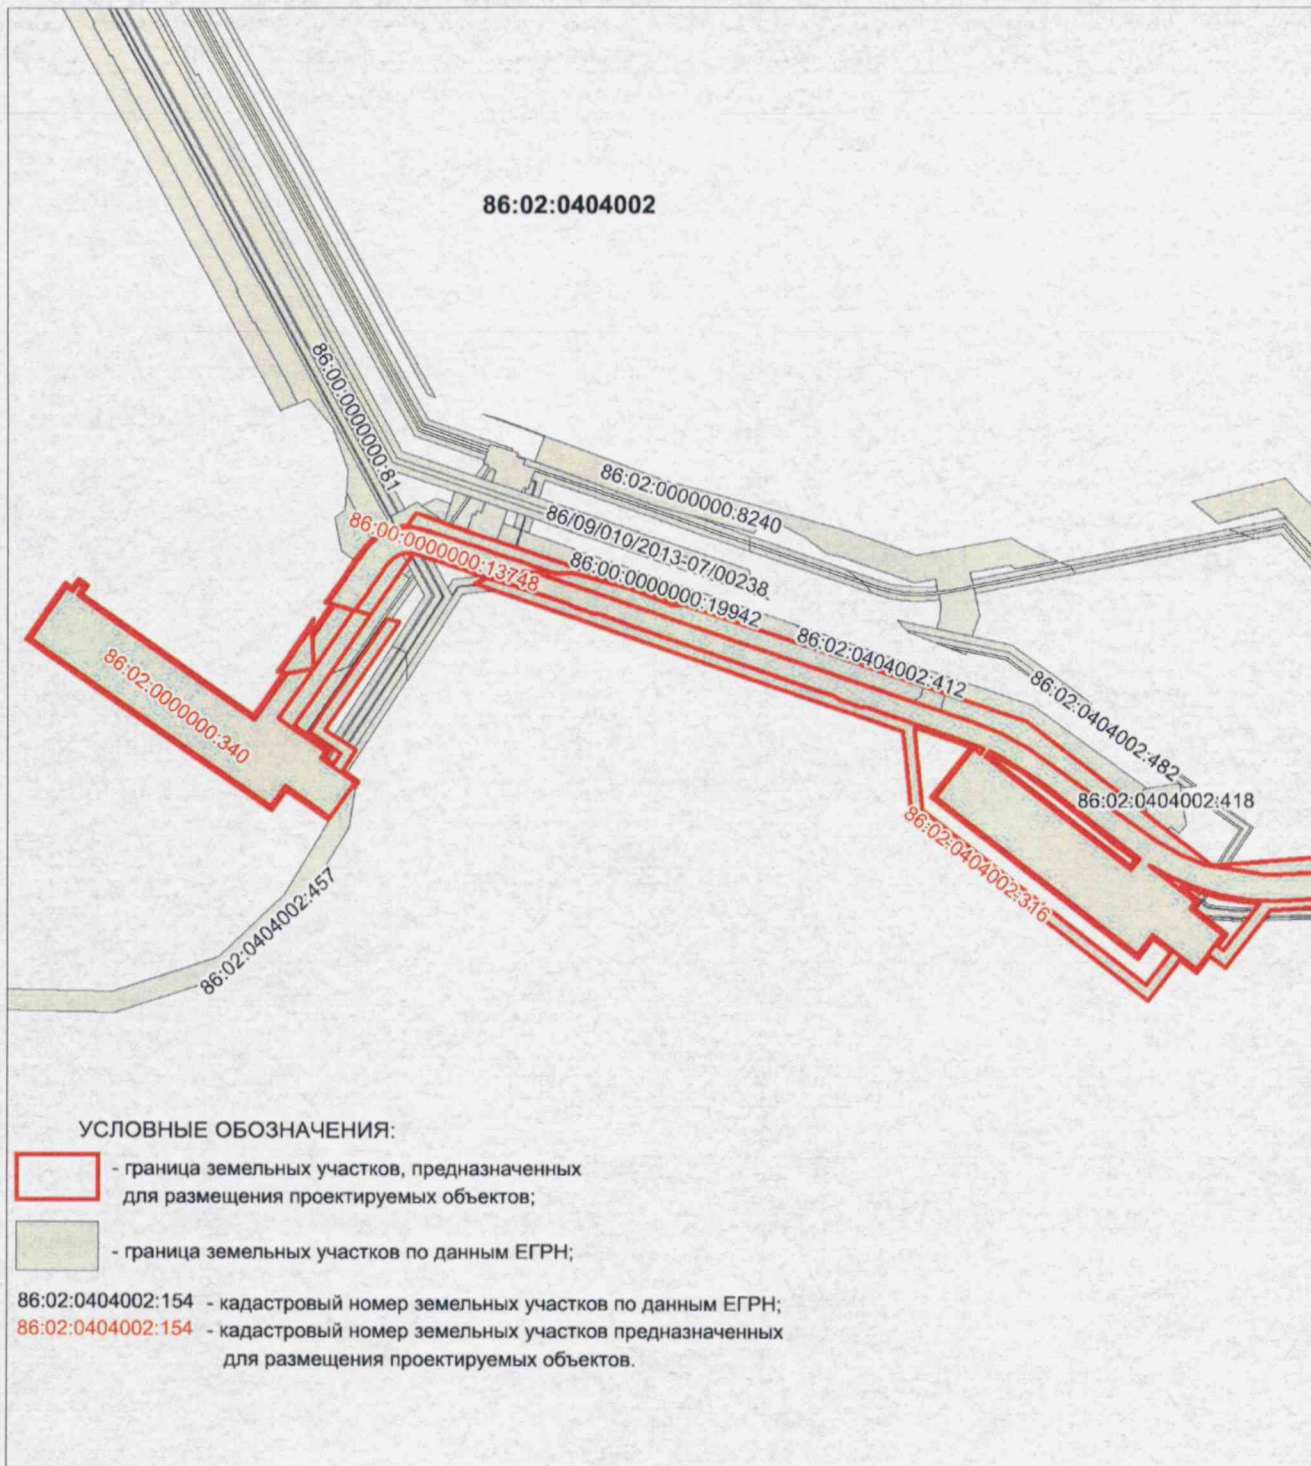 86:02:0404002
86:00:0000000:81
86:02:0000000:8240
86/09/010/2013-07/00238
86:00:0000000:13748
86:00:0000000:19942
86:02:0404002:412
86:02:0000000:340
86:02:0404002:482
86:02:0404002:418
86:02:0404002:316
86:02:0404002:457
УСЛОВНЫЕ ОБОЗНАЧЕНИЯ:
- граница земельных участков, предназначенных
для размещения проектируемых объектов;
- граница земельных участков по данным ЕГРН;
86:02:0404002:154 - кадастровый номер земельных участков по данным ЕГРН;
86:02:0404002:154 - кадастровый номер земельных участков предназначенных
для размещения проектируемых объектов.